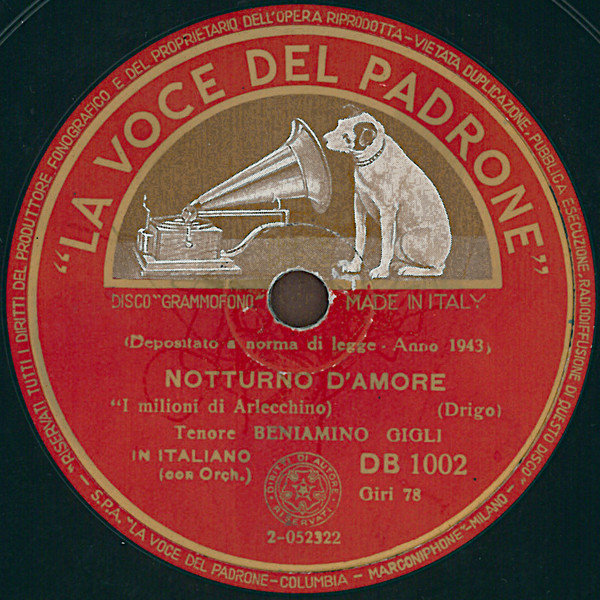 "RISERVATI TUTTI I DIRITTI DEL PRODUTTORE FONOGRAFICO E DEL PROPRIETARIO DELL'OPERA RIPRODOTTA - VIETATA DUPLICAZIONE, PUBBLICA ESECUZIONE, RADIODIFFUSIONE DI QUESTO DISCO"
"LA VOCE DEL PADRONE"
DISCO "GRAMMOFONO" MADE IN ITALY
(Depositato a norma di legge - Anno 1943)
NOTTURNO D'AMORE
"I milioni di Arlecchino) (Drigo)
Tenore BENIAMINO GIGLI
IN ITALIANO DB 1002
(con Orch.) Giri 78
DIRITTI DI AUTORE RISERVATI
2-052322
S.P.A. "LA VOCE DEL PADRONE - COLUMBIA - MARCONIPHONE" - MILANO -